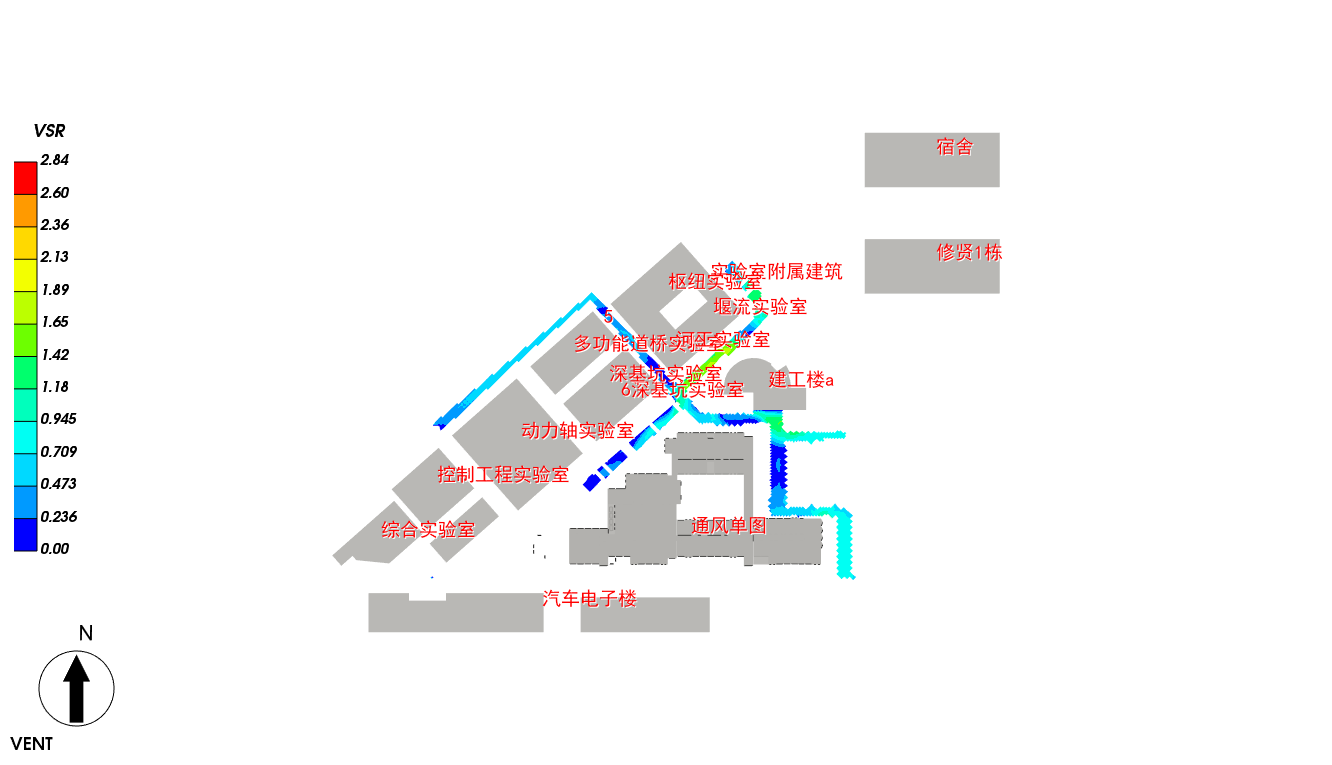 VSR
2.84
2.60
2.36
2.13
1.89
1.65
1.42
1.18
0.945
0.709
0.473
0.236
0.00
宿舍
修贤1栋
实验室附属建筑
枢纽实验室
堰流实验室
5
多功能道桥实验室
河工实验室
深基坑实验室
6深基坑实验室
建工楼a
动力轴实验室
控制工程实验室
综合实验室
通风单图
汽车电子楼
N
VENT